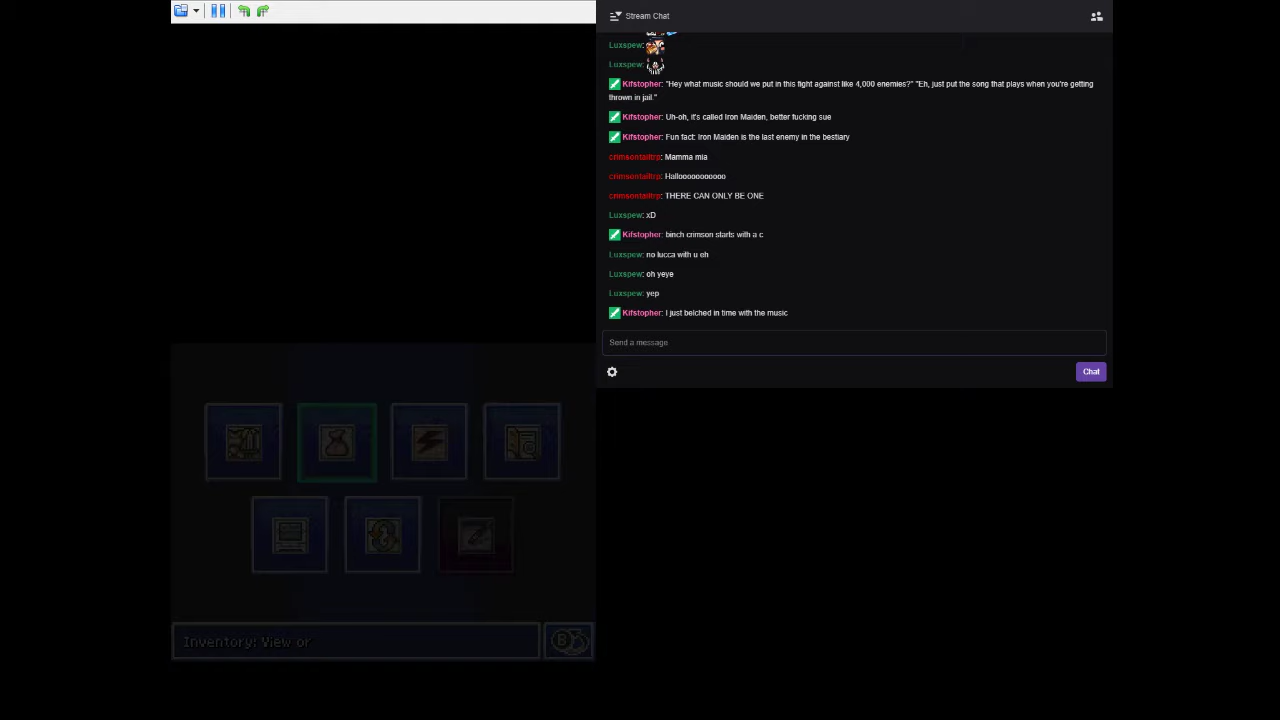 Stream Chat
Luxspew:
Luxspew:
Kifstopher: "Hey what music should we put in this fight against like 4,000 enemies?" "Eh, just put the song that plays when you're getting
thrown in jail."
Kifstopher: Uh-oh, it's called Iron Maiden, better fucking sue
Kifstopher: Fun fact: Iron Maiden is the last enemy in the bestiary
crimsontailtrp: Mamma mia
crimsontailtrp: Hallooooooooooo
crimsontailtrp: THERE CAN ONLY BE ONE
Luxspew: xD
Kifstopher: binch crimson starts with a c
Luxspew: no lucca with u eh
Luxspew: oh yeye
Luxspew: yep
Kifstopher: I just belched in time with the music
Send a message
Chat
Inventory: View or
B